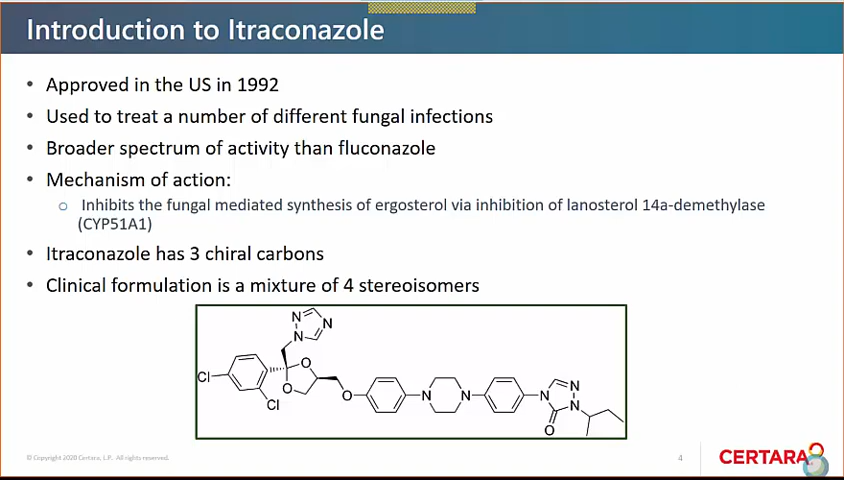 Introduction to Itraconazole
• Approved in the US in 1992
• Used to treat a number of different fungal infections
• Broader spectrum of activity than fluconazole
• Mechanism of action:
o Inhibits the fungal mediated synthesis of ergosterol via inhibition of lanosterol 14a-demethylase
(CYP51A1)
• Itraconazole has 3 chiral carbons
• Clinical formulation is a mixture of 4 stereoisomers
N
N
N
Cl
O
O
Cl
O
N
N
N
N
N
O
© Copyright 2020 Certara, L.P. All rights reserved.
4
CERTARA